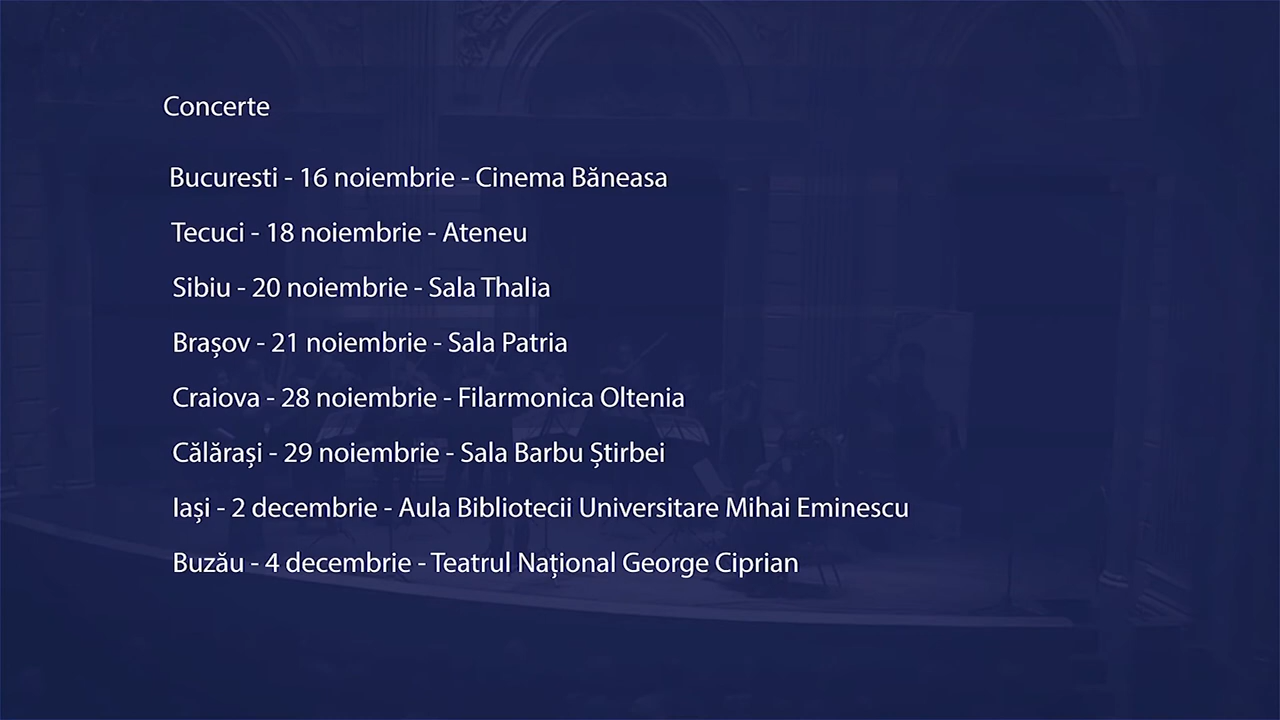 Concerte
Bucuresti - 16 noiembrie - Cinema Băneasa
Tecuci - 18 noiembrie - Ateneu
Sibiu - 20 noiembrie - Sala Thalia
Brașov - 21 noiembrie - Sala Patria
Craiova - 28 noiembrie - Filarmonica Oltenia
Călărași - 29 noiembrie - Sala Barbu Știrbei
Iași - 2 decembrie - Aula Bibliotecii Universitare Mihai Eminescu
Buzău - 4 decembrie - Teatrul Național George Ciprian